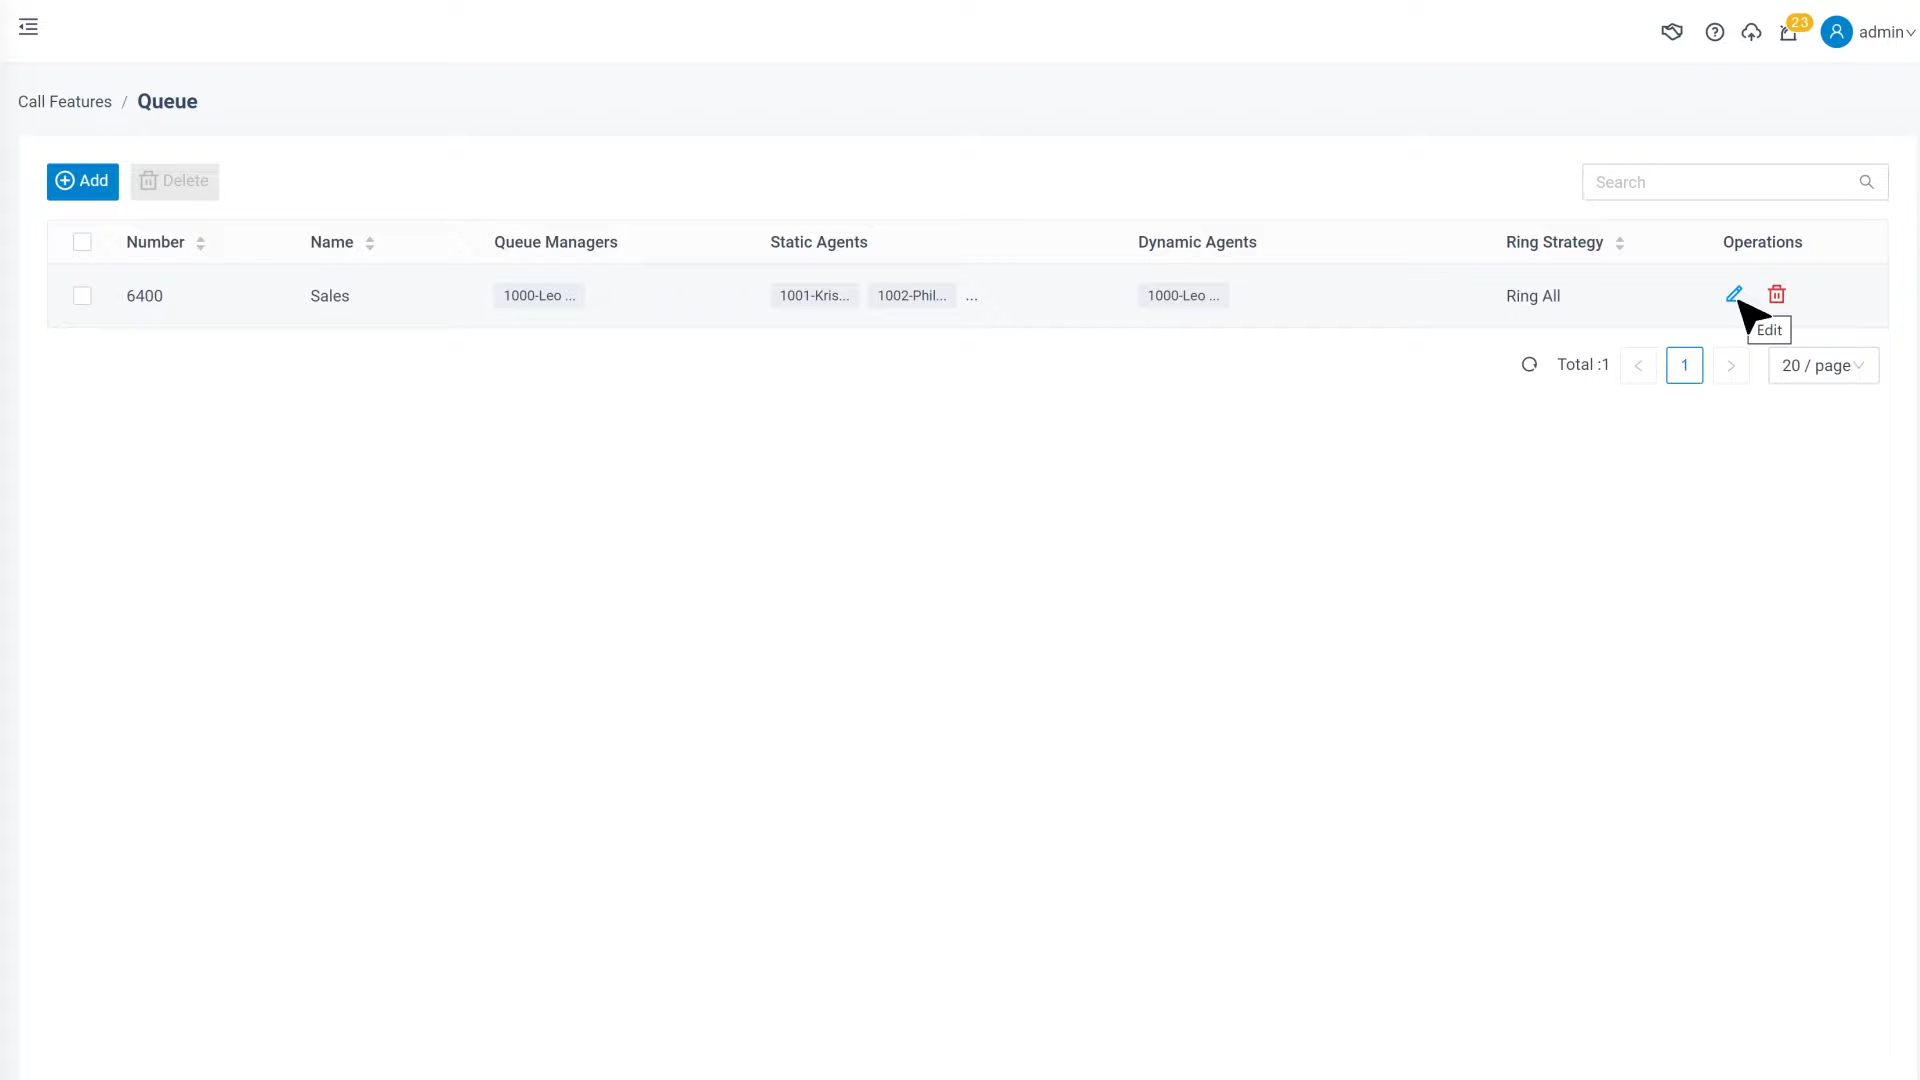 23
admin
Call Features / Queue
Add Delete
Search
Number Name Queue Managers Static Agents Dynamic Agents Ring Strategy Operations
6400 Sales 1000-Leo ... 1001-Kris... 1002-Phil... ... 1000-Leo ... Ring All
Edit
Total :1 < 1 > 20 / page